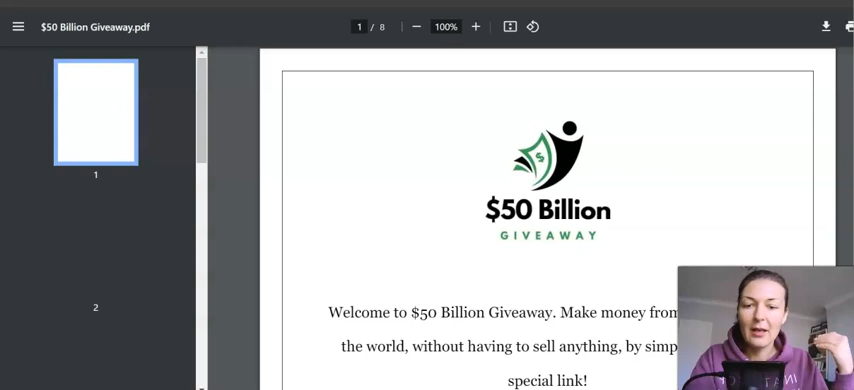 $50 Billion Giveaway.pdf
1 / 8
100%
1
2
$
$50 Billion
GIVEAWAY
Welcome to $50 Billion Giveaway. Make money from
the world, without having to sell anything, by
special link!